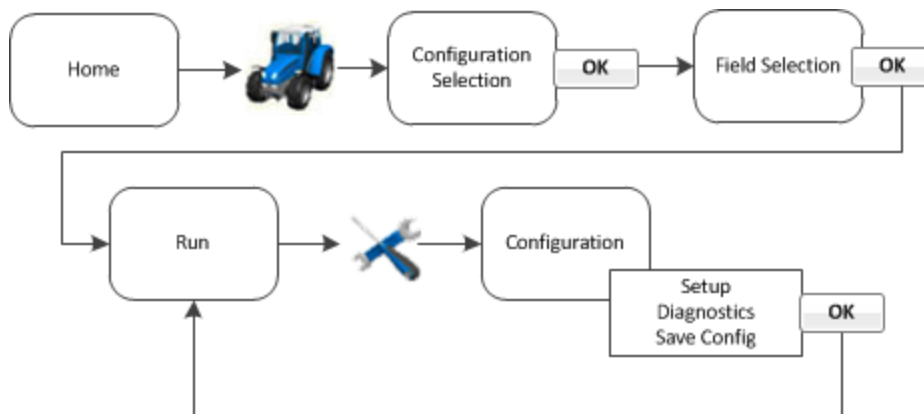 Home
Configuration
Selection
OK
Field Selection
OK
Run
Configuration
Setup
Diagnostics
Save Config
OK